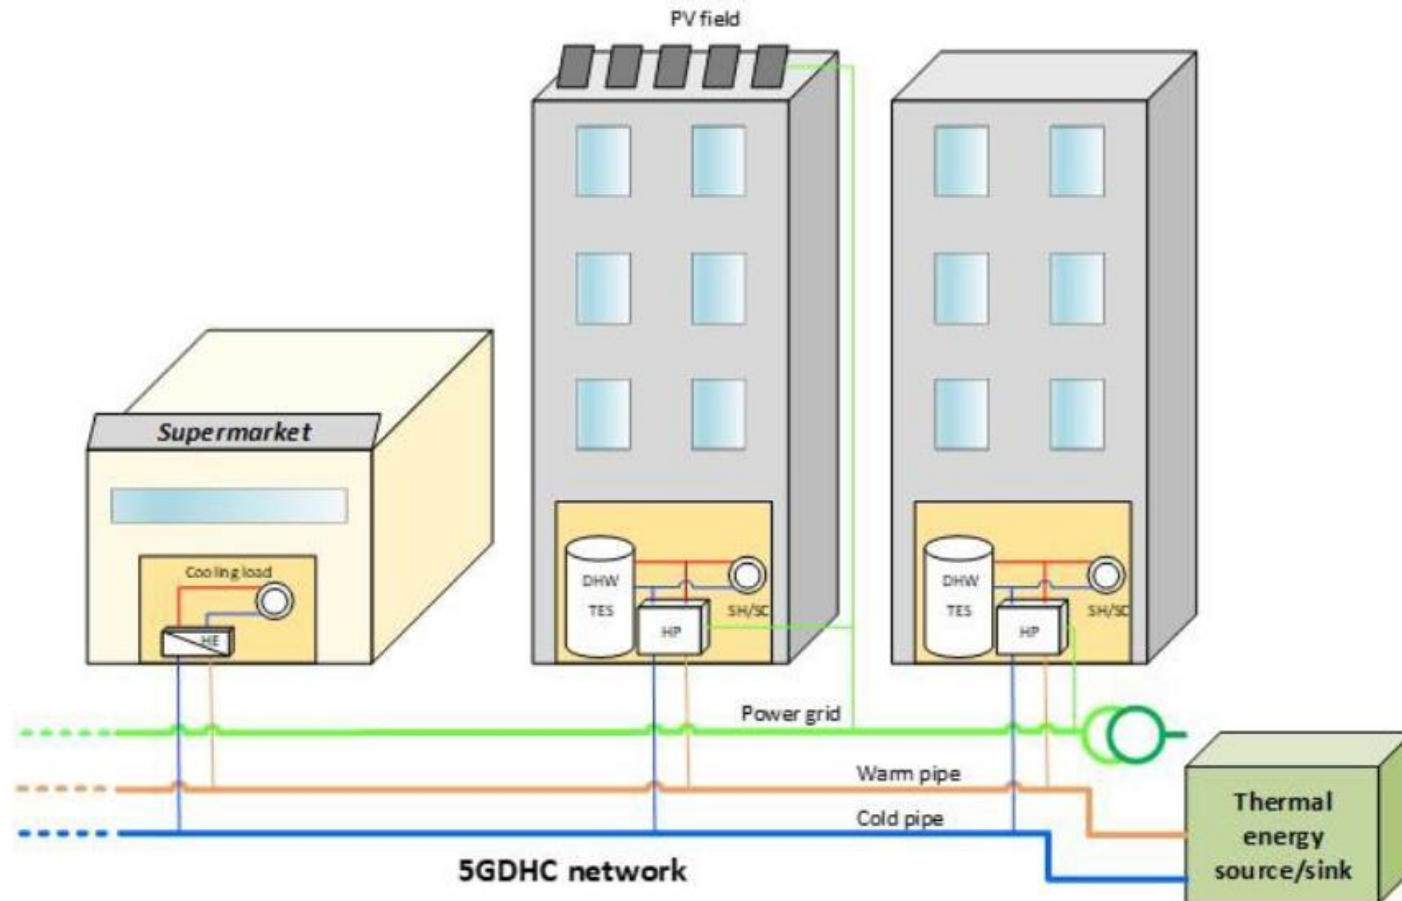 PV field
Supermarket
Cooling load
HE
DHW
TES
HP
SH/SC
DHW
TES
HP
SH/SC
Power grid
Warm pipe
Cold pipe
5GDHC network
Thermal
energy
source/sink